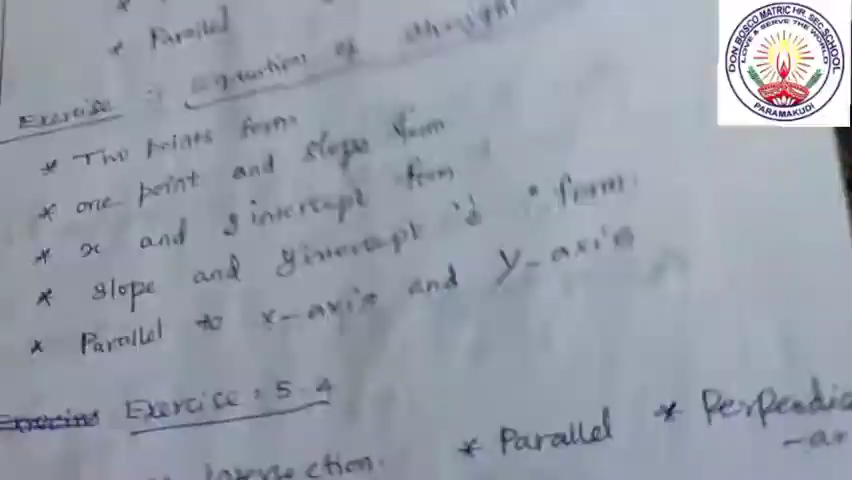 * Parallel
Exercise : equation of straight
* Two points form
* one point and slope form
* x and y intercept form
* slope and y intercept form.
* Parallel to x-axis and y-axis
Exercise : 5.4
intersection. * Parallel * Perpendic
DON BOSCO MATRIC HR. SEC. SCHOOL
LOVE & SERVE THE WORLD
PARAMAKUDI